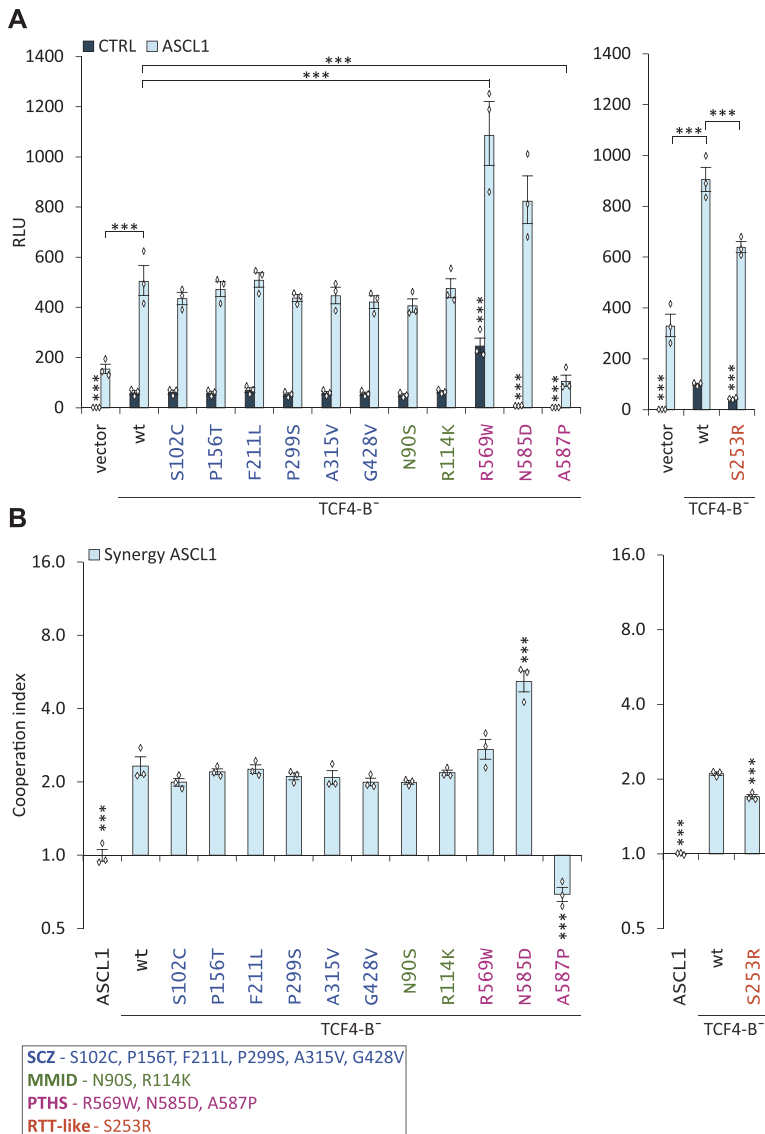 A
CTRL ASCL1
1400
1200
1000
800
600
400
200
0
RLU
***
***
***
***
***
***
***
vector
wt
S102C
P156T
F211L
P299S
A315V
G428V
N90S
R114K
R569W
N585D
A587P
TCF4-B⁻
1400
1200
1000
800
600
400
200
0
***
***
***
***
vector
wt
S253R
TCF4-B⁻
B
Synergy ASCL1
16.0
8.0
4.0
2.0
1.0
0.5
Cooperation index
***
***
***
ASCL1
wt
S102C
P156T
F211L
P299S
A315V
G428V
N90S
R114K
R569W
N585D
A587P
TCF4-B⁻
16.0
8.0
4.0
2.0
1.0
0.5
***
***
ASCL1
wt
S253R
TCF4-B⁻
SCZ - S102C, P156T, F211L, P299S, A315V, G428V
MMID - N90S, R114K
PTHS - R569W, N585D, A587P
RTT-like - S253R